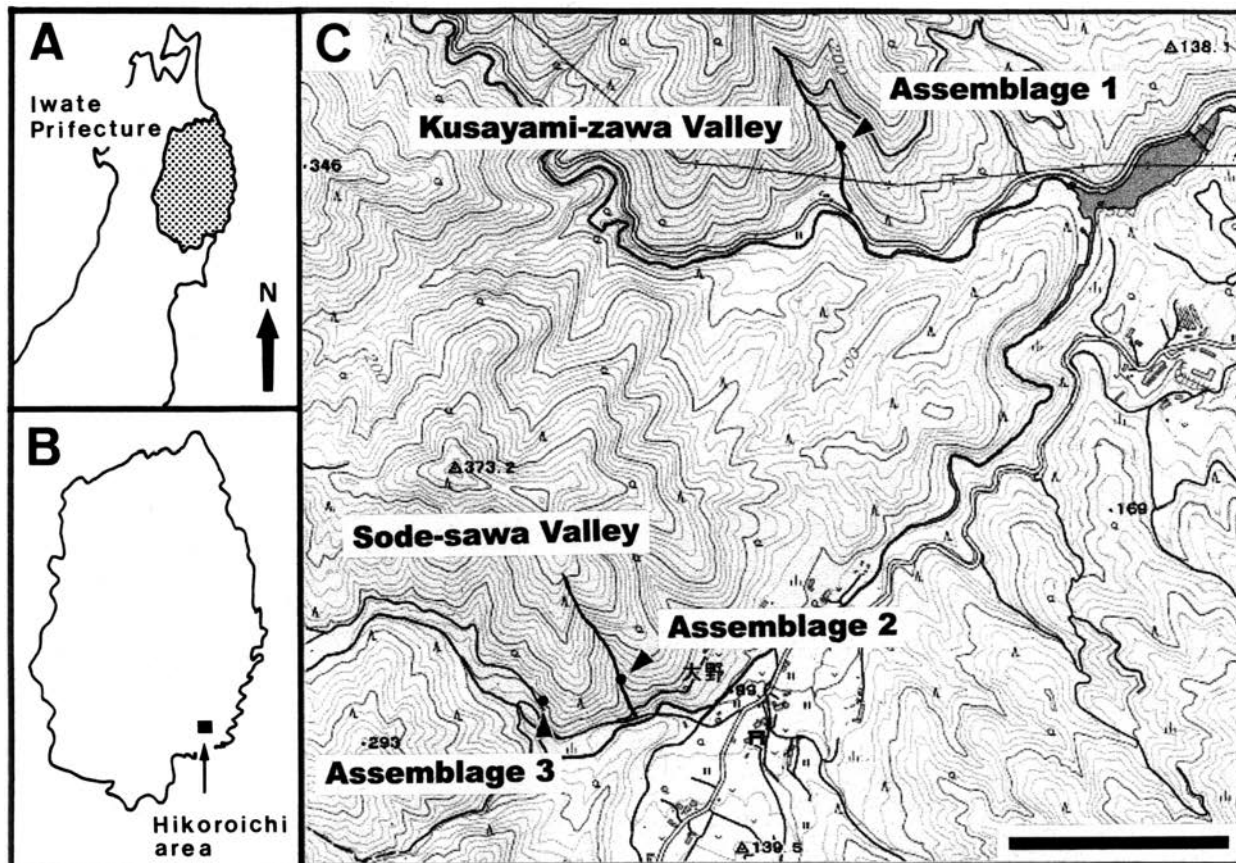 A
Iwate
Prifecture
N
B
Hikoroichi
area
C
138.1
Assemblage 1
Kusayami-zawa Valley
346
373.2
169
Sode-sawa Valley
Assemblage 2
大野
99
293
Assemblage 3
139.5